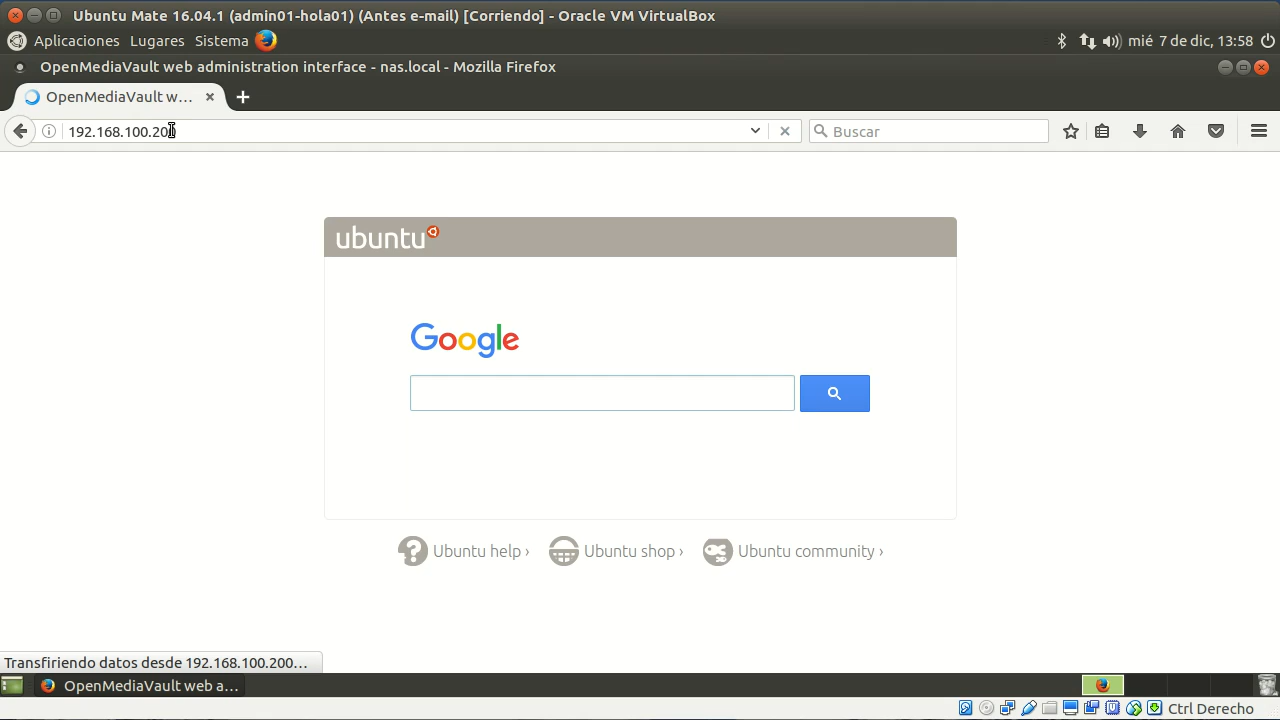 Ubuntu Mate 16.04.1 (admin01-hola01) (Antes e-mail) [Corriendo] - Oracle VM VirtualBox
Aplicaciones Lugares Sistema mié 7 de dic, 13:58
OpenMediaVault web administration interface - nas.local - Mozilla Firefox
OpenMediaVault w...
192.168.100.200 Buscar
ubuntu
Google
Ubuntu help › Ubuntu shop › Ubuntu community ›
Transfiriendo datos desde 192.168.100.200...
OpenMediaVault web a...
Ctrl Derecho